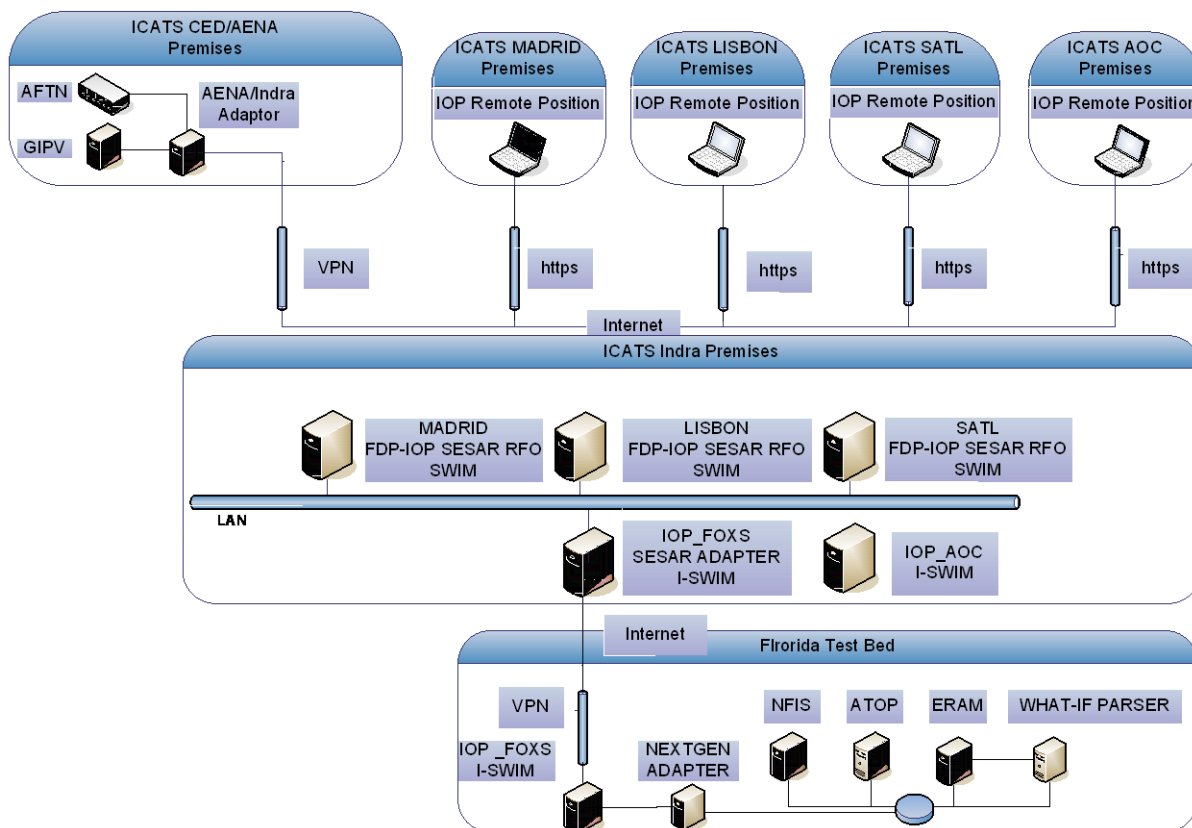 ICATS CED/AENA
Premises
AFTN
AENA/Indra
Adaptor
GIPV
ICATS MADRID
Premises
IOP Remote Position
ICATS LISBON
Premises
IOP Remote Position
ICATS SATL
Premises
IOP Remote Position
ICATS AOC
Premises
IOP Remote Position
VPN
https
https
https
https
Internet
ICATS Indra Premises
MADRID
FDP-IOP SESAR RFO
SWIM
LISBON
FDP-IOP SESAR RFO
SWIM
SATL
FDP-IOP SESAR RFO
SWIM
LAN
IOP_FOXS
SESAR ADAPTER
I-SWIM
IOP_AOC
I-SWIM
Internet
Flrorida Test Bed
VPN
IOP _FOXS
I-SWIM
NEXTGEN
ADAPTER
NFIS
ATOP
ERAM
WHAT-IF PARSER